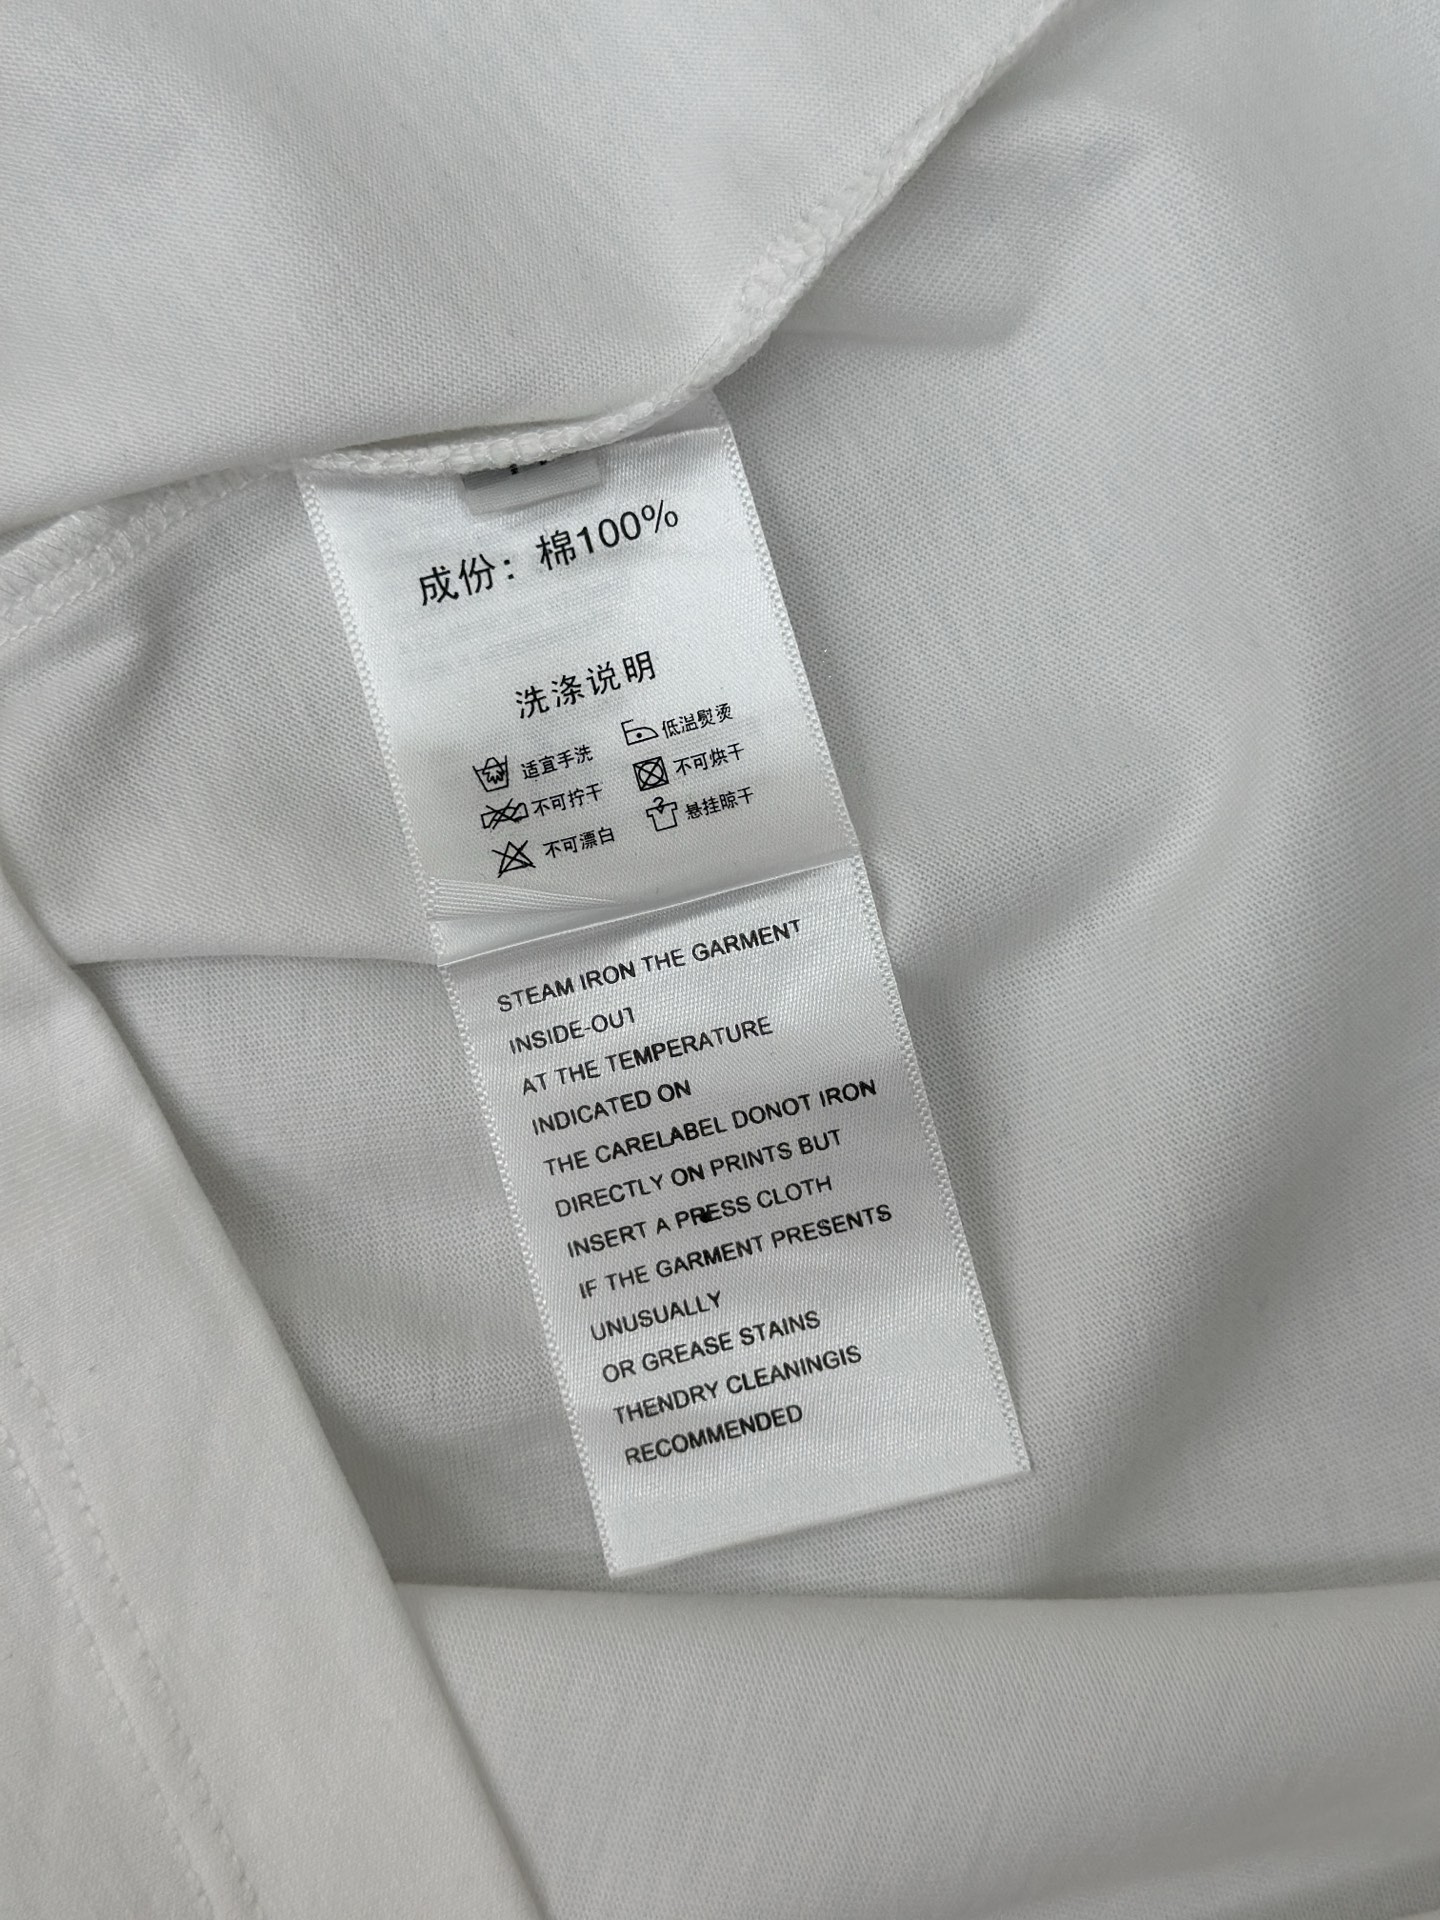 成份：棉100%
洗涤说明
适宜手洗 低温熨烫
不可拧干 不可烘干
不可漂白 悬挂晾干
STEAM IRON THE GARMENT
INSIDE-OUT
AT THE TEMPERATURE
INDICATED ON
THE CARELABEL DONOT IRON
DIRECTLY ON PRINTS BUT
INSERT A PRESS CLOTH
IF THE GARMENT PRESENTS
UNUSUALLY
OR GREASE STAINS
THENDRY CLEANINGIS
RECOMMENDED